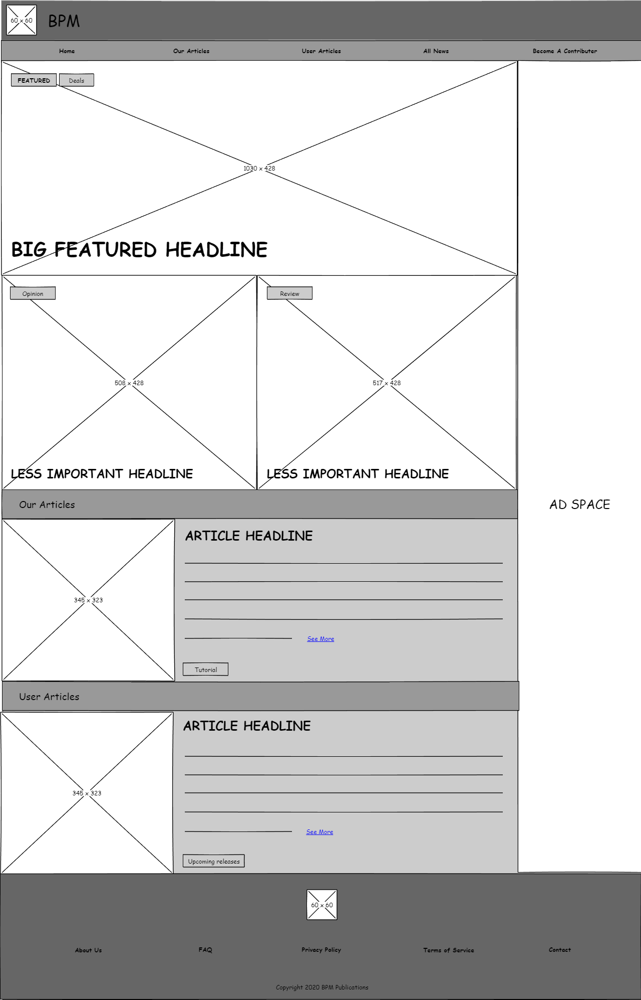 60 x 60
BPM
Home
Our Articles
User Articles
All News
Become A Contributer
FEATURED
Deals
1030 x 428
BIG FEATURED HEADLINE
Opinion
Review
508 x 428
517 x 428
LESS IMPORTANT HEADLINE
LESS IMPORTANT HEADLINE
Our Articles
AD SPACE
ARTICLE HEADLINE
345 x 323
See More
Tutorial
User Articles
ARTICLE HEADLINE
345 x 323
See More
Upcoming releases
60 x 60
About Us
FAQ
Privacy Policy
Terms of Service
Contact
Copyright 2020 BPM Publications